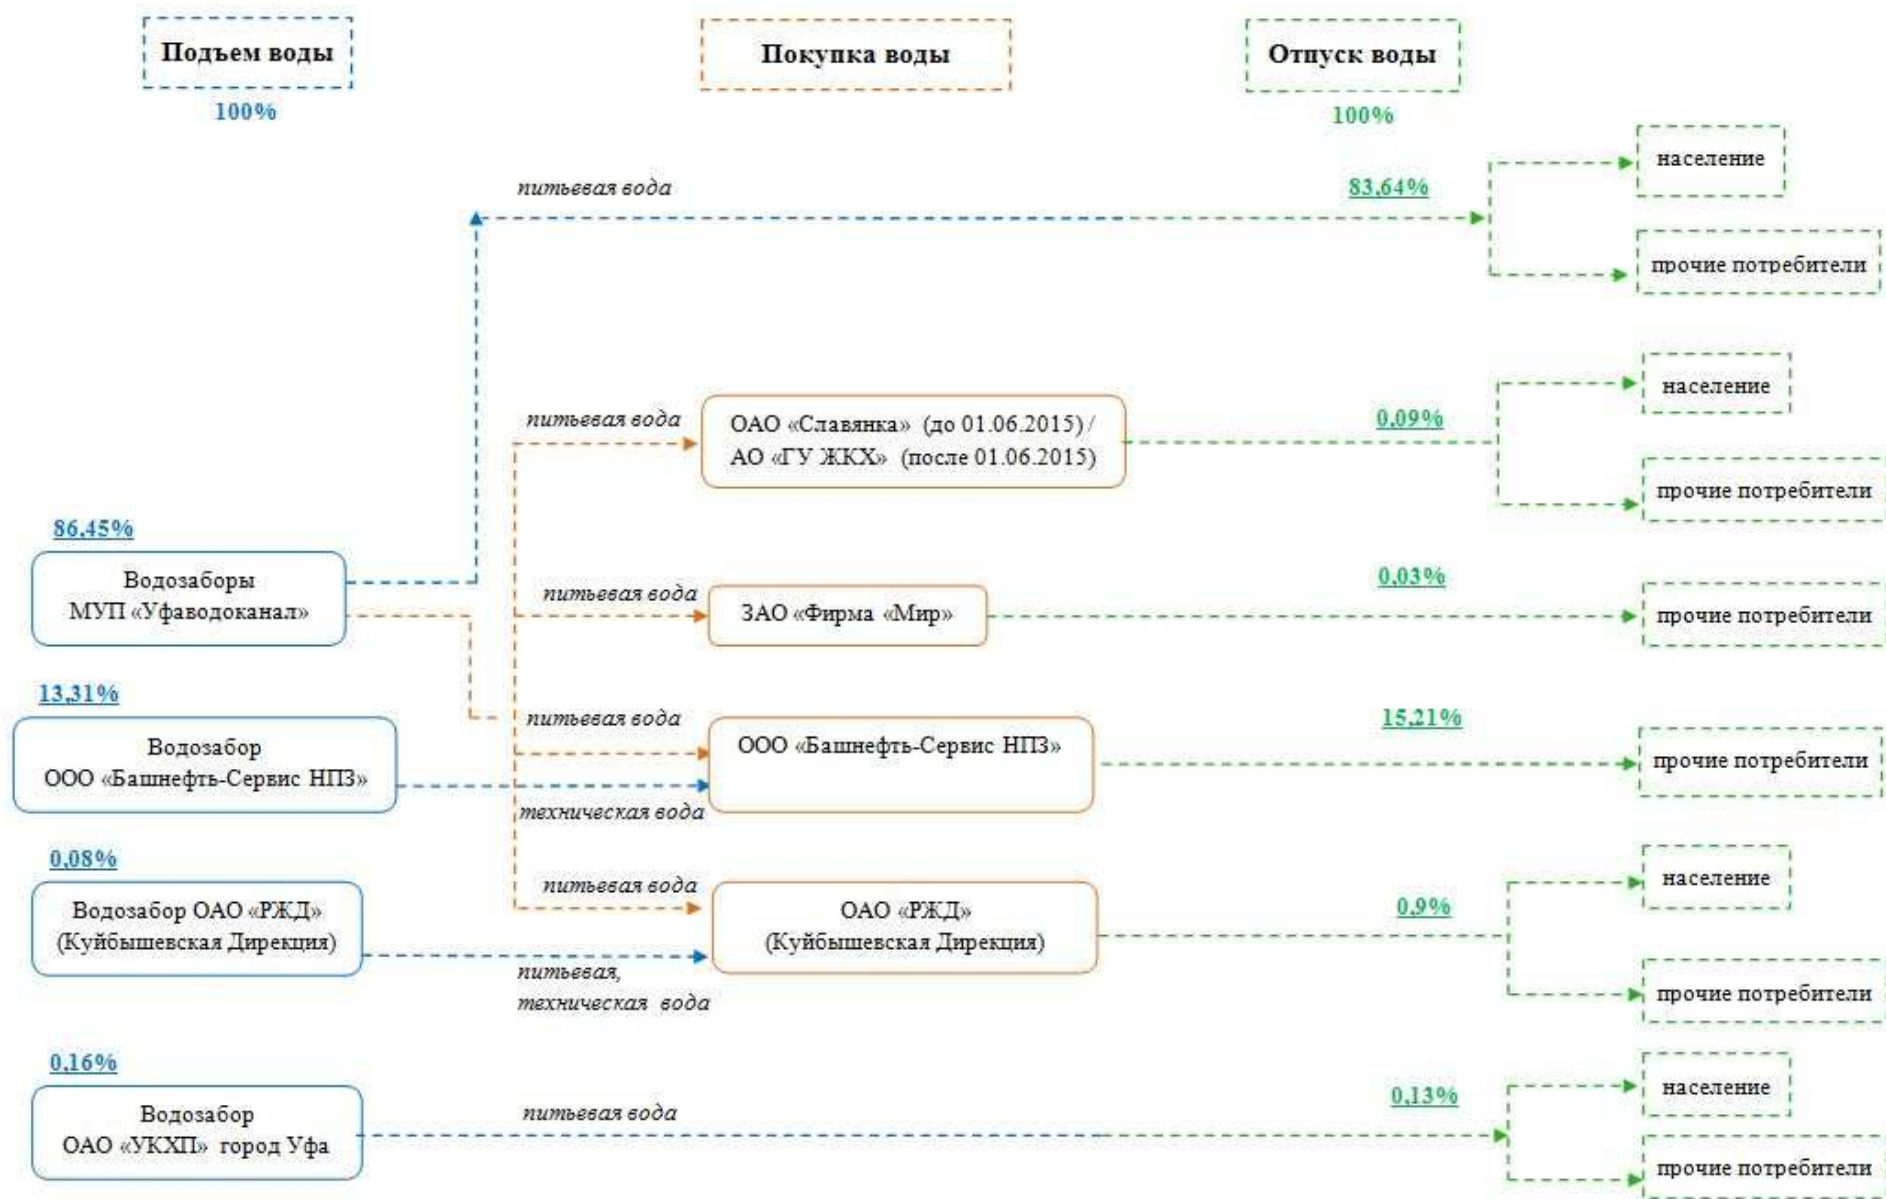 Подъем воды
Покупка воды
Отпуск воды
100%
100%
население
питьевая вода
83,64%
прочие потребители
население
питьевая вода
ОАО «Славянка» (до 01.06.2015) /
АО «ГУ ЖКХ» (после 01.06.2015)
0,09%
прочие потребители
86,45%
Водозаборы
МУП «Уфаводоканал»
питьевая вода
ЗАО «Фирма «Мир»
0,03%
прочие потребители
13,31%
Водозабор
ООО «Башнефть-Сервис НПЗ»
питьевая вода
ООО «Башнефть-Сервис НПЗ»
15,21%
прочие потребители
техническая вода
0,08%
Водозабор ОАО «РЖД»
(Куйбышевская Дирекция)
питьевая вода
ОАО «РЖД»
(Куйбышевская Дирекция)
0,9%
население
питьевая,
техническая вода
прочие потребители
0,16%
Водозабор
ОАО «УКХП» город Уфа
питьевая вода
0,13%
население
прочие потребители